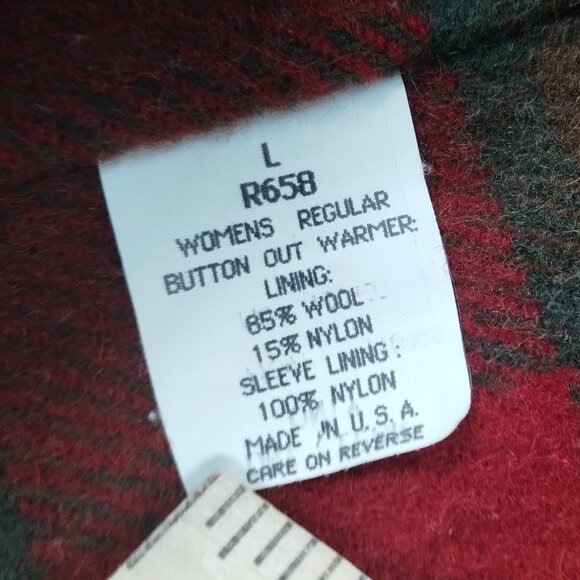 L
R658
WOMENS REGULAR
BUTTON OUT WARMER:
LINING:
85% WOOL
15% NYLON
SLEEVE LINING:
100% NYLON
MADE IN U.S.A.
CARE ON REVERSE